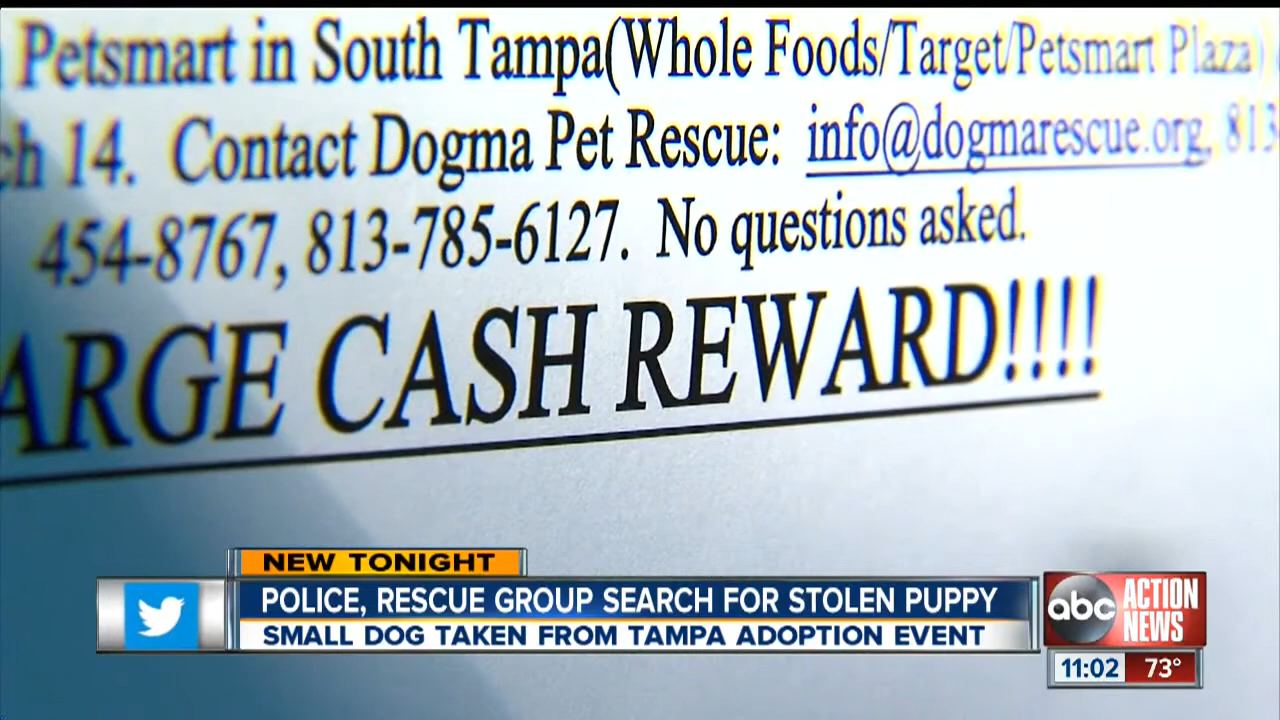 Petsmart in South Tampa(Whole Foods/Target/Petsmart Plaza)
ch 14. Contact Dogma Pet Rescue: info@dogmarescue.org, 813
454-8767, 813-785-6127. No questions asked.
ARGE CASH REWARD!!!!
NEW TONIGHT
POLICE, RESCUE GROUP SEARCH FOR STOLEN PUPPY
SMALL DOG TAKEN FROM TAMPA ADOPTION EVENT
abc ACTION NEWS
11:02 73°